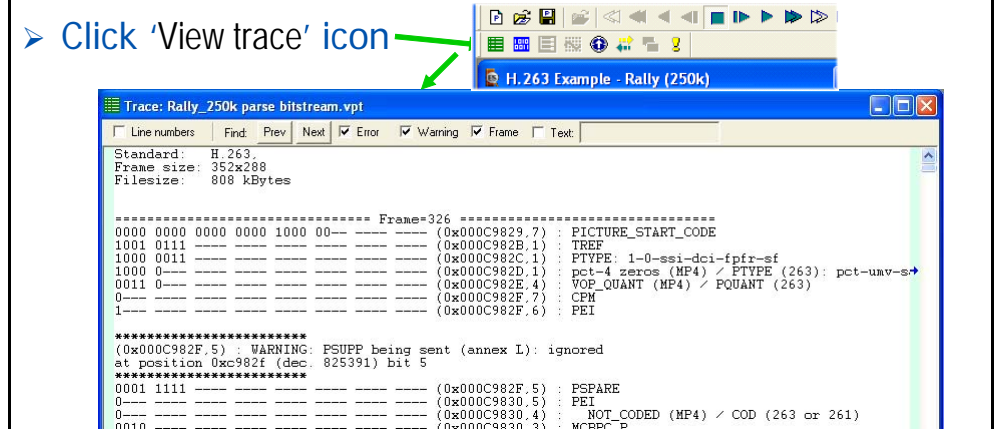 ➢ Click ‘View trace’ icon
H.263 Example - Rally (250k)
Trace: Rally_250k parse bitstream.vpt
Line numbers Find: Prev Next Error Warning Frame Text:
Standard: H.263,
Frame size: 352x288
Filesize: 808 kBytes
================================ Frame=326 ================================
0000 0000 0000 0000 1000 00-- ---- ---- (0x000C9829,7) : PICTURE_START_CODE
1001 0111 ---- ---- ---- ---- ---- ---- (0x000C982B,1) : TREF
1000 0011 ---- ---- ---- ---- ---- ---- (0x000C982C,1) : PTYPE: 1-0-ssi-dci-fpfr-sf
1000 0--- ---- ---- ---- ---- ---- ---- (0x000C982D,1) : pct-4 zeros (MP4) / PTYPE (263): pct-umv-s
0011 0--- ---- ---- ---- ---- ---- ---- (0x000C982E,4) : VOP_QUANT (MP4) / PQUANT (263)
0--- ---- ---- ---- ---- ---- ---- ---- (0x000C982F,7) : CPM
1--- ---- ---- ---- ---- ---- ---- ---- (0x000C982F,6) : PEI
************************
(0x000C982F,5) : WARNING: PSUPP being sent (annex L): ignored
at position 0xc982f (dec. 825391) bit 5
************************
0001 1111 ---- ---- ---- ---- ---- ---- (0x000C982F,5) : PSPARE
0--- ---- ---- ---- ---- ---- ---- ---- (0x000C9830,5) : PEI
0--- ---- ---- ---- ---- ---- ---- ---- (0x000C9830,4) : NOT_CODED (MP4) / COD (263 or 261)
0010 ---- ---- ---- ---- ---- ---- ---- (0x000C9830,3) : MCBPC_P